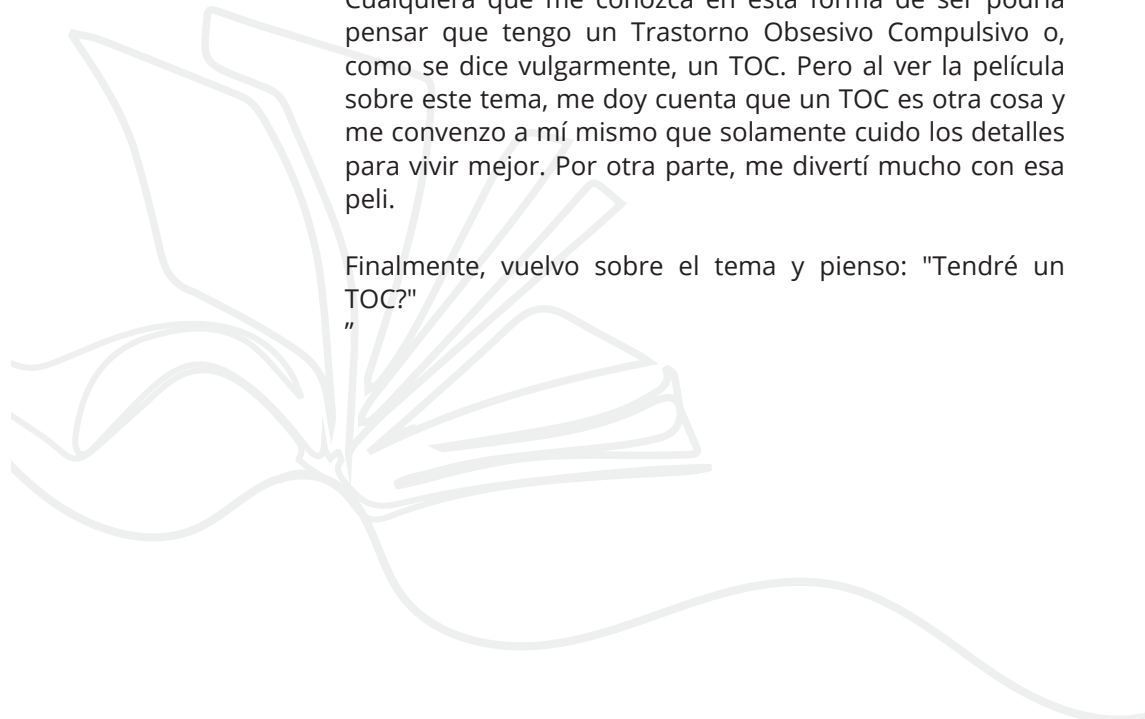 Cualquiera que me conozca en esta forma de ser podría
pensar que tengo un Trastorno Obsesivo Compulsivo o,
como se dice vulgarmente, un TOC. Pero al ver la película
sobre este tema, me doy cuenta que un TOC es otra cosa y
me convenzo a mí mismo que solamente cuido los detalles
para vivir mejor. Por otra parte, me divertí mucho con esa
peli.
Finalmente, vuelvo sobre el tema y pienso: "Tendré un
TOC?"
”